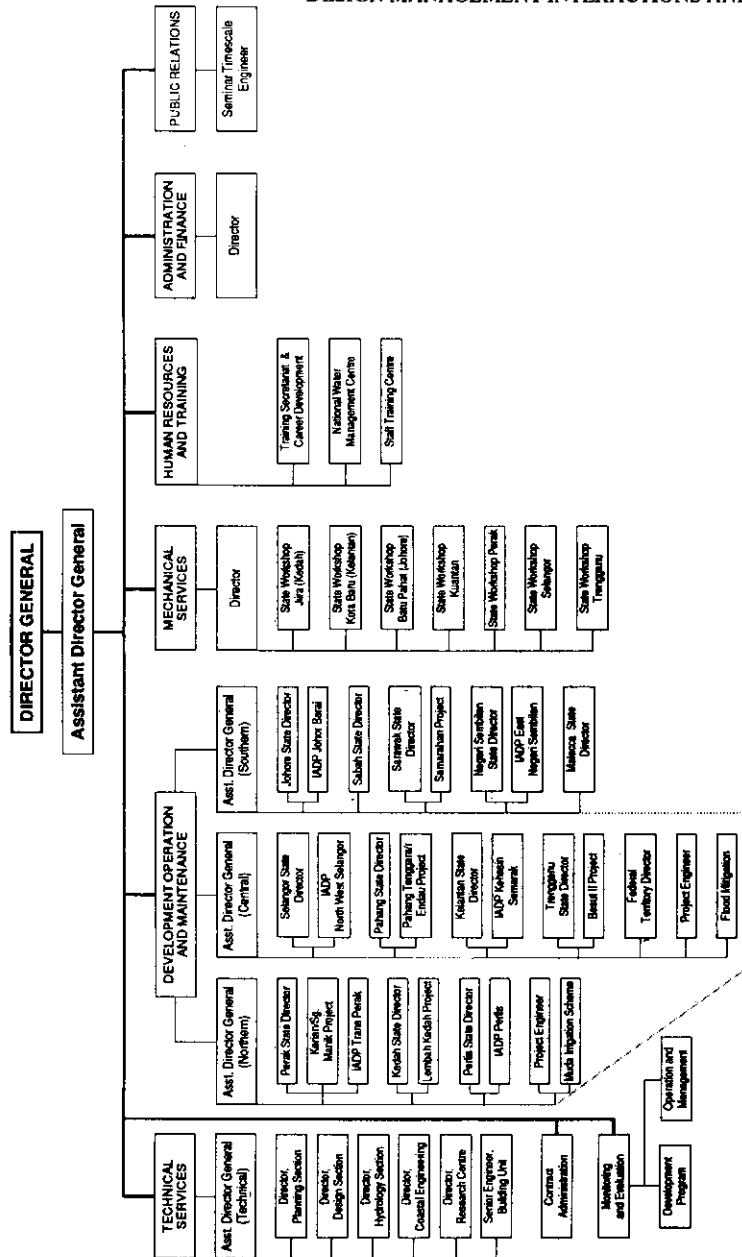 DESIGN MANAGEMENT INTERACTIONS AND
DIRECTOR GENERAL
Assistant Director General
TECHNICAL
SERVICES
Asst. Director General
(Technical)
Director,
Planning Section
Director,
Design Section
Director,
Hydrology Section
Director,
Coastal Engineering
Director,
Research Centre
Senior Engineer,
Building Unit
Contract
Administration
Monitoring
and Evaluation
Development
Program
Operation and
Management
DEVELOPMENT OPERATION
AND MAINTENANCE
Asst. Director General
(Northern)
Perak State Director
Kerian/Sg.
Manik Project
IADP Trans Perak
Kedah State Director
Lembah Kedah Project
Perlis State Director
IADP Perlis
Project Engineer
Muda Irrigation Scheme
Asst. Director General
(Central)
Selangor State
Director
IADP
North West Selangor
Pahang State Director
Pahang Tenggara/r
Endau Project
Kelantan State
Director
IADP Kemasin
Semarak
Trengganu
State Director
Besut II Project
Federal
Territory Director
Project Engineer
Flood Mitigation
Asst. Director General
(Southern)
Johore State Director
IADP Johor Barat
Sabah State Director
Sarawak State
Director
Samarahan Project
Negeri Sembilan
State Director
IADP East
Negeri Sembilan
Malacca State
Director
MECHANICAL
SERVICES
Director
State Workshop
Jitra (Kedah)
State Workshop
Kota Baru (Kelantan)
State Workshop
Batu Pahat (Johore)
State Workshop
Kuantan
State Workshop Perak
State Workshop
Selangor
State Workshop
Trengganu
HUMAN RESOURCES
AND TRAINING
Training Secretariat &
Career Development
National Water
Management Centre
Staff Training Centre
ADMINISTRATION
AND FINANCE
Director
PUBLIC RELATIONS
Seminar Timescale
Engineer